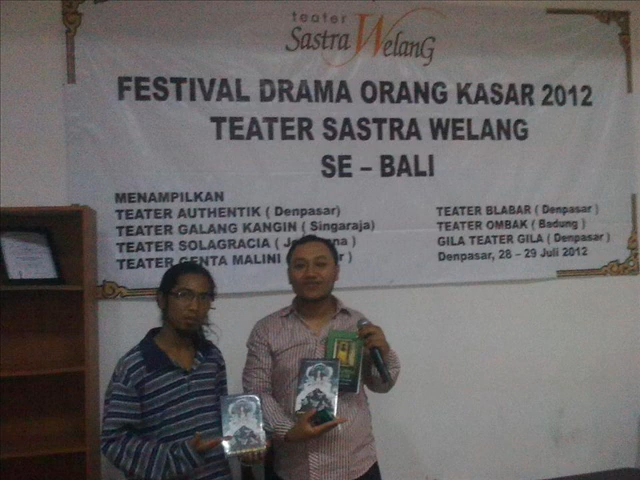 teater
Sastra WelanG
FESTIVAL DRAMA ORANG KASAR 2012
TEATER SASTRA WELANG
SE – BALI
MENAMPILKAN
TEATER AUTHENTIK ( Denpasar)
TEATER GALANG KANGIN ( Singaraja)
TEATER SOLAGRACIA (
TEATER GENTA MALINI
TEATER BLABAR ( Denpasar )
TEATER OMBAK ( Badung )
GILA TEATER GILA ( Denpasar )
Denpasar, 28 – 29 Juli 2012